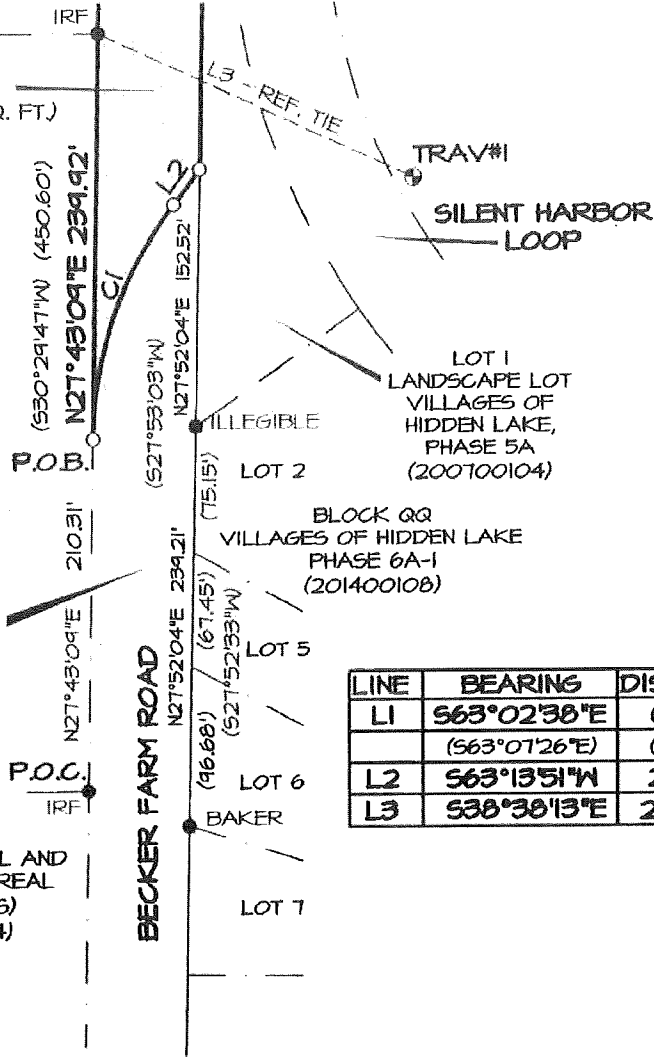 IRF
L3 - REF. TIE
Q. FT.)
TRAV#1
SILENT HARBOR
LOOP
L2
C1
(S30°29'47"W) (450.60')
N27°43'09"E 239.92'
(S27°53'03"W)
N27°52'04"E 152.52'
LOT 1
LANDSCAPE LOT
VILLAGES OF
HIDDEN LAKE,
PHASE 5A
(200700104)
ILLEGIBLE
P.O.B.
LOT 2
(75.15')
BLOCK QQ
VILLAGES OF HIDDEN LAKE
PHASE 6A-1
(201400108)
N27°43'09"E 210.31'
N27°52'04"E 239.21'
(67.45')
(S27°52'33"W)
LOT 5
BECKER FARM ROAD
(96.68')
P.O.C.
IRF
LOT 6
BAKER
L AND
REAL
LOT 7
LINE BEARING DIS
L1 S63°02'38"E
(S63°07'26"E) (
L2 S63°13'51"W 2
L3 S38°38'13"E 2